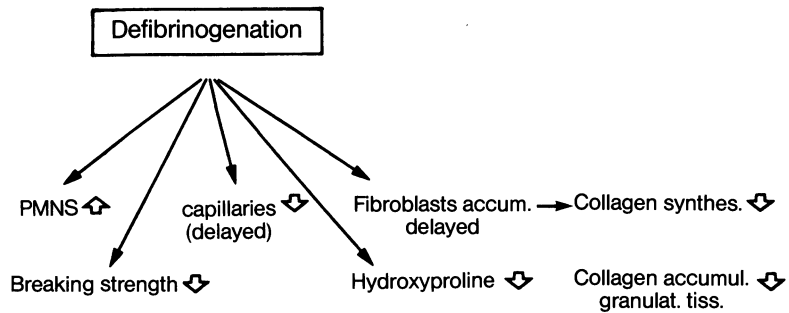 Defibrinogenation
PMNS
capillaries
(delayed)
Fibroblasts accum.
delayed
Collagen synthes.
Breaking strength
Hydroxyproline
Collagen accumul.
granulat. tiss.